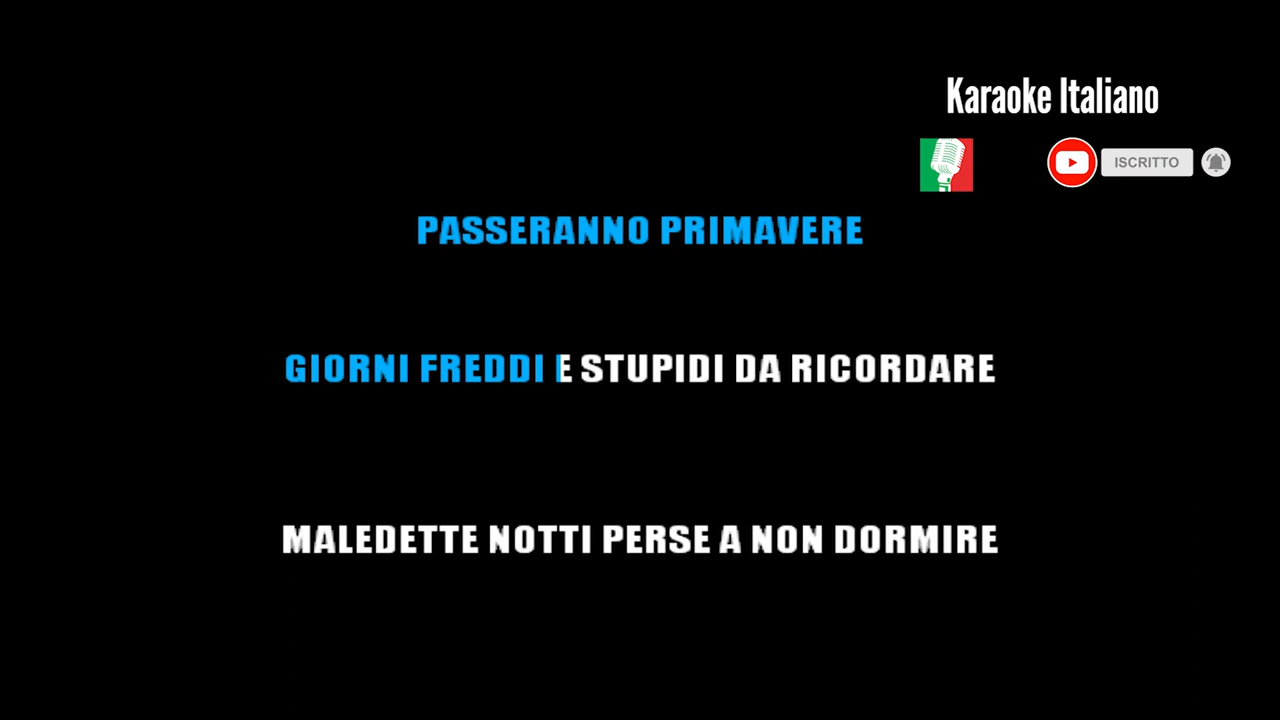 Karaoke Italiano
ISCRITTO
PASSERANNO PRIMAVERE
GIORNI FREDDI E STUPIDI DA RICORDARE
MALEDETTE NOTTI PERSE A NON DORMIRE